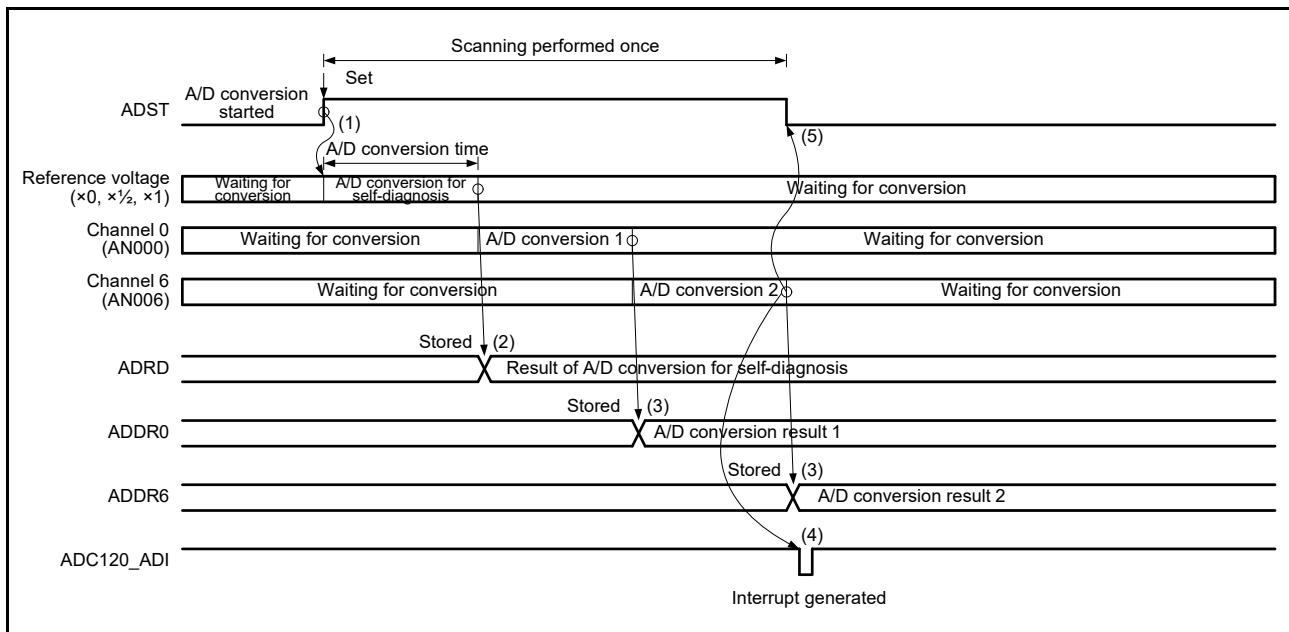 Scanning performed once
Set
A/D conversion
started
ADST
(1)
(5)
A/D conversion time
Reference voltage
(×0, ×½, ×1)
Waiting for
conversion
A/D conversion for
self-diagnosis
Waiting for conversion
Channel 0
(AN000)
Waiting for conversion
A/D conversion 1
Waiting for conversion
Channel 6
(AN006)
Waiting for conversion
A/D conversion 2
Waiting for conversion
Stored (2)
ADRD
Result of A/D conversion for self-diagnosis
Stored (3)
ADDR0
A/D conversion result 1
Stored (3)
ADDR6
A/D conversion result 2
(4)
ADC120_ADI
Interrupt generated